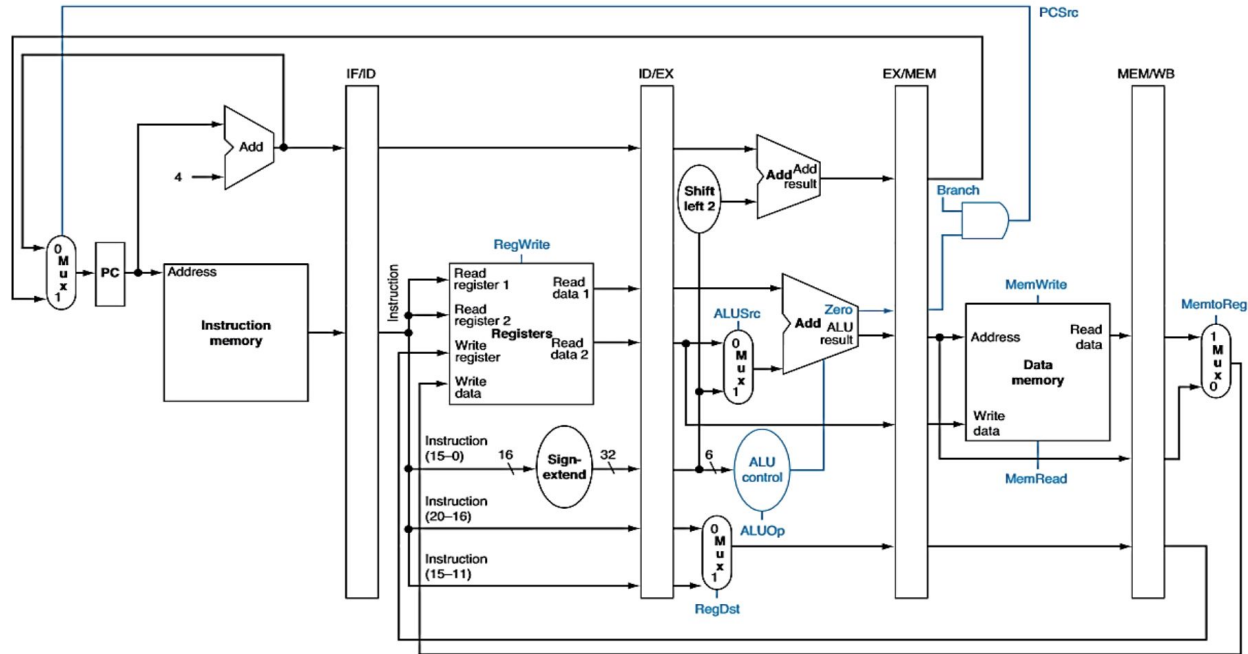 PCSrc
IF/ID
ID/EX
EX/MEM
MEM/WB
Add
4
Shift
left 2
Add
Add
result
Branch
0
M
u
x
1
PC
Address
Instruction
memory
Instruction
RegWrite
Read
register 1
Read
register 2
Write
register
Write
data
Registers
Read
data 1
Read
data 2
ALUSrc
0
M
u
x
1
Zero
Add
ALU
result
MemWrite
Address
Read
data
Data
memory
Write
data
MemRead
MemtoReg
1
M
u
x
0
Instruction
(15–0)
16
Sign-
extend
32
6
ALU
control
ALUOp
Instruction
(20–16)
Instruction
(15–11)
0
M
u
x
1
RegDst